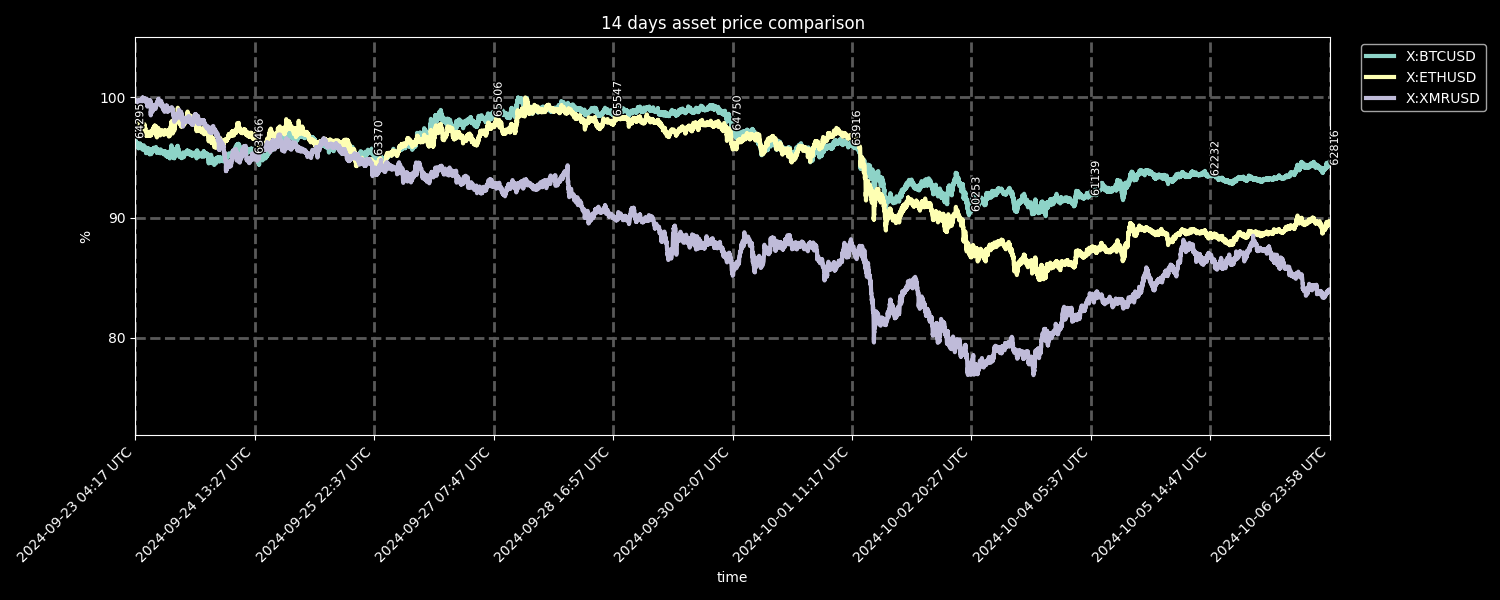 14 days asset price comparison
X:BTCUSD
X:ETHUSD
X:XMRUSD
100
90
80
%
64295
63466
63370
65506
65547
64750
63916
60253
61139
62232
62816
2024-09-23 04:17 UTC
2024-09-24 13:27 UTC
2024-09-25 22:37 UTC
2024-09-27 07:47 UTC
2024-09-28 16:57 UTC
2024-09-30 02:07 UTC
2024-10-01 11:17 UTC
2024-10-02 20:27 UTC
2024-10-04 05:37 UTC
2024-10-05 14:47 UTC
2024-10-06 23:58 UTC
time